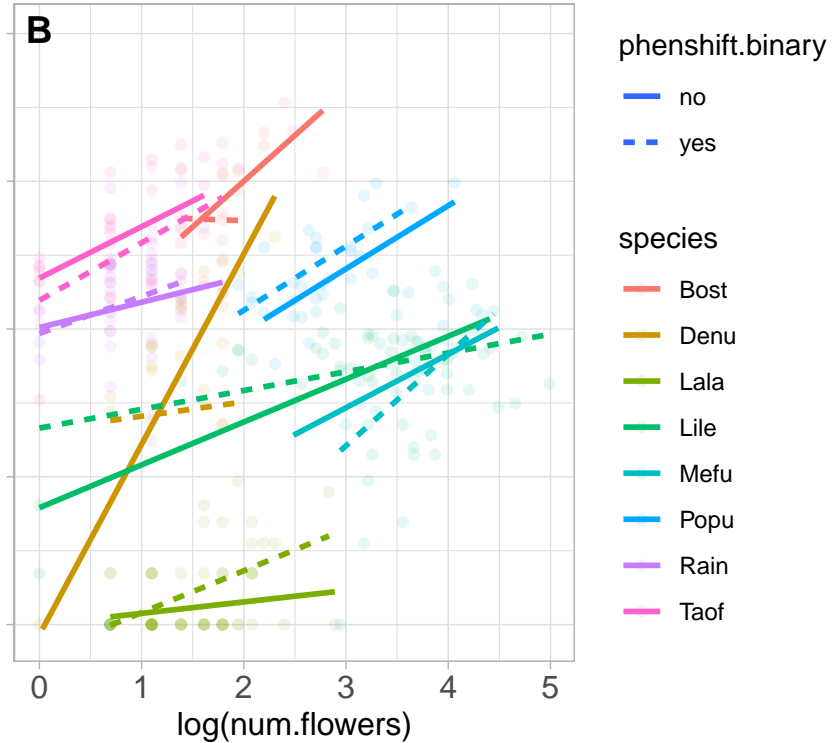 B
phenshift.binary
no
yes
species
Bost
Denu
Lala
Lile
Mefu
Popu
Rain
Taof
0 1 2 3 4 5
log(num.flowers)